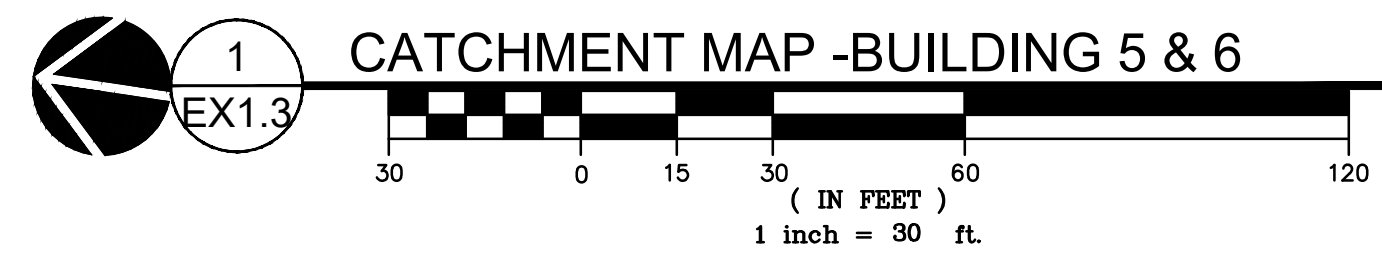 1
EX1.3
CATCHMENT MAP -BUILDING 5 & 6
30 0 15 30 60 120
( IN FEET )
1 inch = 30 ft.